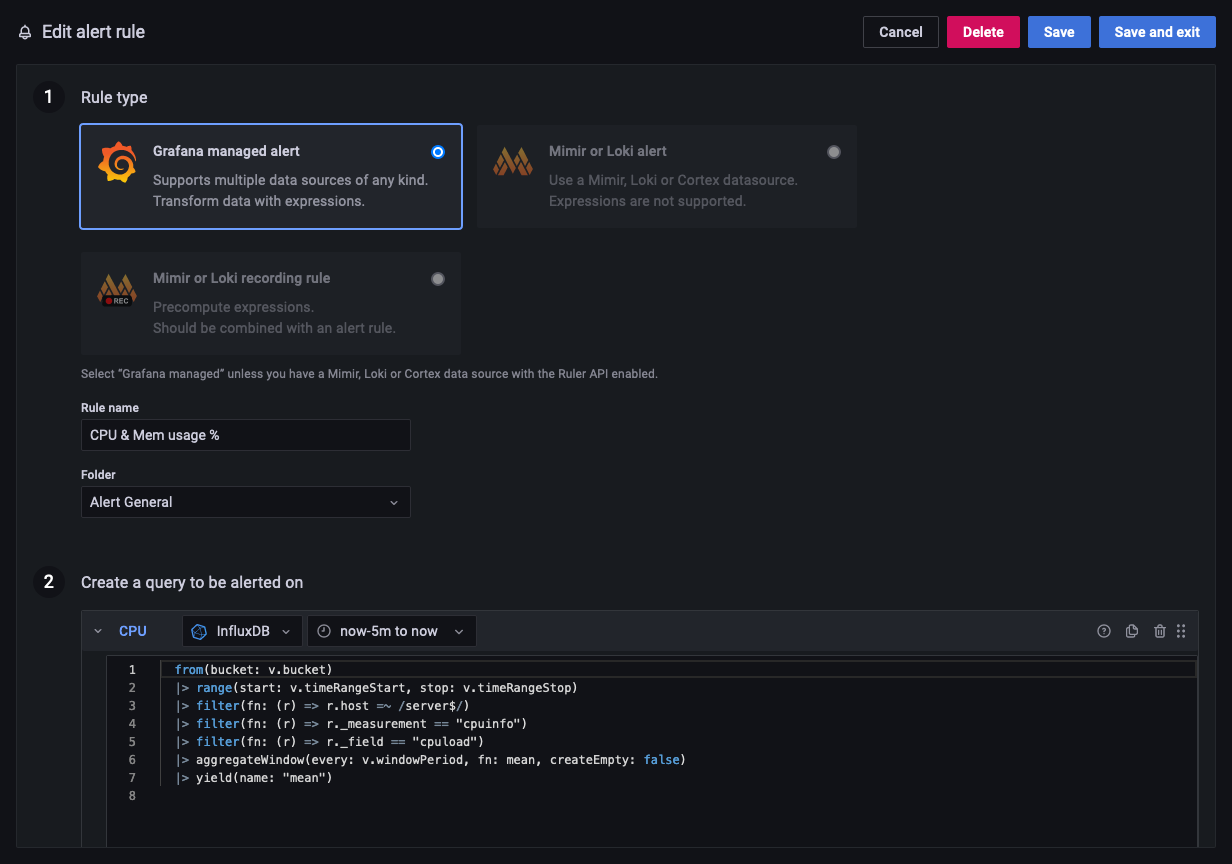 Edit alert rule
Cancel
Delete
Save
Save and exit
1
Rule type
Grafana managed alert
Supports multiple data sources of any kind.
Transform data with expressions.
Mimir or Loki alert
Use a Mimir, Loki or Cortex datasource.
Expressions are not supported.
Mimir or Loki recording rule
REC
Precompute expressions.
Should be combined with an alert rule.
Select “Grafana managed” unless you have a Mimir, Loki or Cortex data source with the Ruler API enabled.
Rule name
CPU & Mem usage %
Folder
Alert General
2
Create a query to be alerted on
CPU
InfluxDB
now-5m to now
1 from(bucket: v.bucket)
2 |> range(start: v.timeRangeStart, stop: v.timeRangeStop)
3 |> filter(fn: (r) => r.host =~ /server$/)
4 |> filter(fn: (r) => r._measurement == "cpuinfo")
5 |> filter(fn: (r) => r._field == "cpuload")
6 |> aggregateWindow(every: v.windowPeriod, fn: mean, createEmpty: false)
7 |> yield(name: "mean")
8